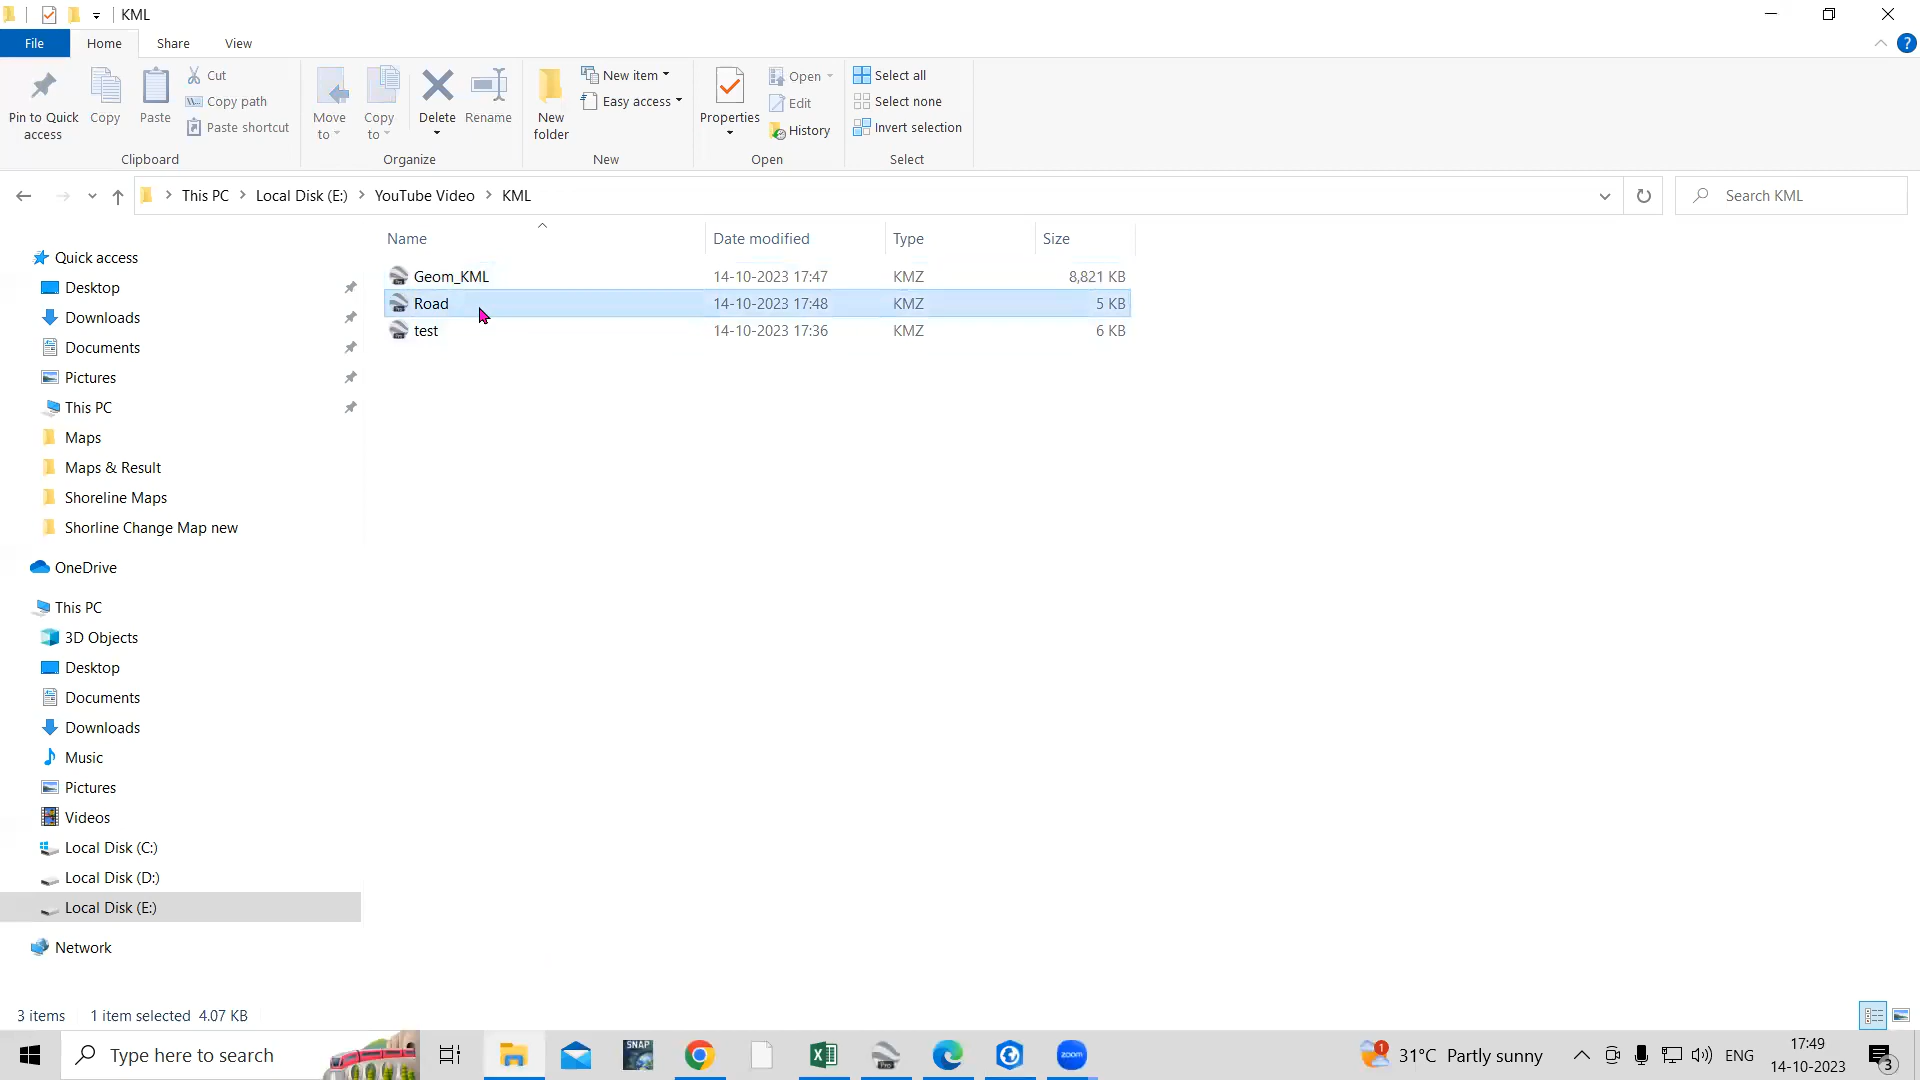 KML
File Home Share View
Pin to Quick access
Copy
Paste
Cut
Copy path
Paste shortcut
Clipboard
Move to
Copy to
Delete
Rename
Organize
New folder
New item
Easy access
New
Properties
Open
Edit
History
Open
Select all
Select none
Invert selection
Select
This PC Local Disk (E:) YouTube Video KML
Search KML
Name Date modified Type Size
Geom_KML 14-10-2023 17:47 KMZ 8,821 KB
Road 14-10-2023 17:48 KMZ 5 KB
test 14-10-2023 17:36 KMZ 6 KB
Quick access
Desktop
Downloads
Documents
Pictures
This PC
Maps
Maps & Result
Shoreline Maps
Shorline Change Map new
OneDrive
This PC
3D Objects
Desktop
Documents
Downloads
Music
Pictures
Videos
Local Disk (C:)
Local Disk (D:)
Local Disk (E:)
Network
3 items 1 item selected 4.07 KB
Type here to search
SNAP
Pro
zoom
1
31°C Partly sunny
ENG
17:49
14-10-2023
3